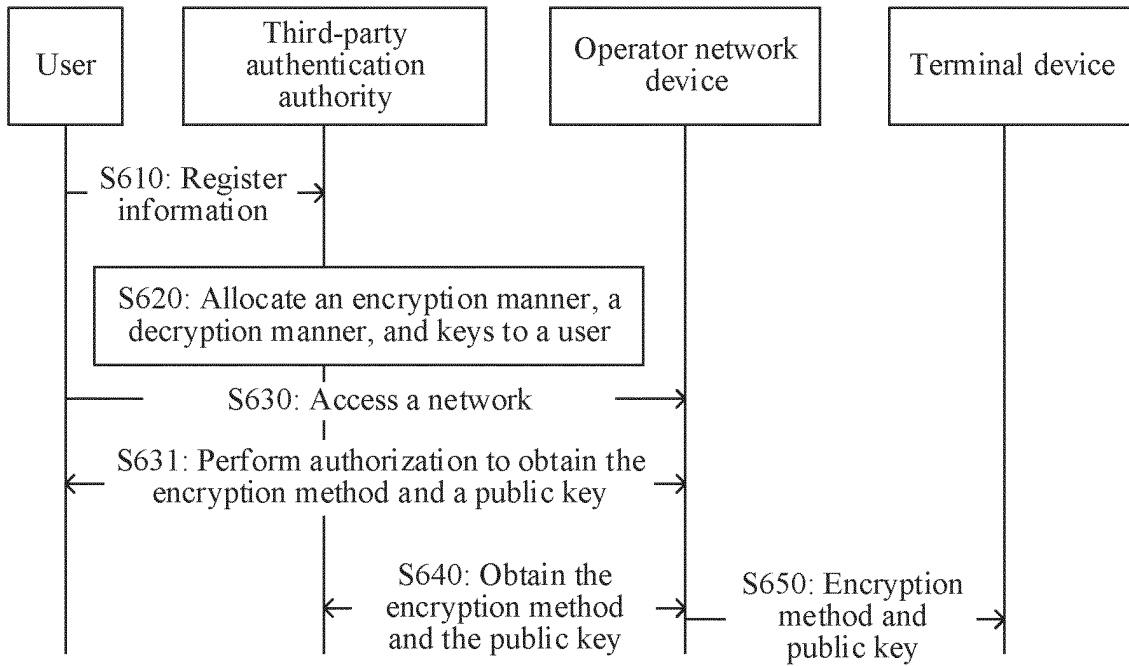 User
Third-party
authentication
authority
Operator network
device
Terminal device
S610: Register
information
S620: Allocate an encryption manner, a
decryption manner, and keys to a user
S630: Access a network
S631: Perform authorization to obtain the
encryption method and a public key
S640: Obtain the
encryption method
and the public key
S650: Encryption
method and
public key